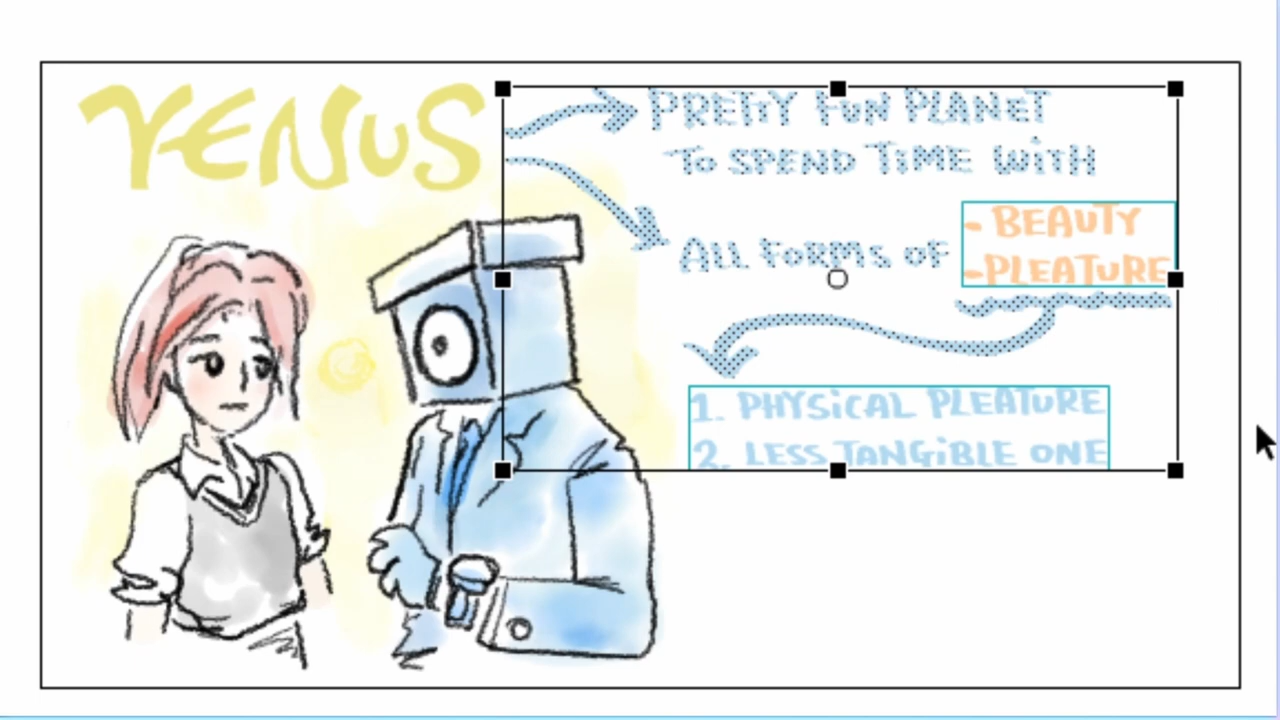 VENUS
PRETTY FUN PLANET
TO SPEND TIME WITH
ALL FORMS OF
- BEAUTY
-PLEATURE
1. PHYSICAL PLEATURE
2. LESS TANGIBLE ONE